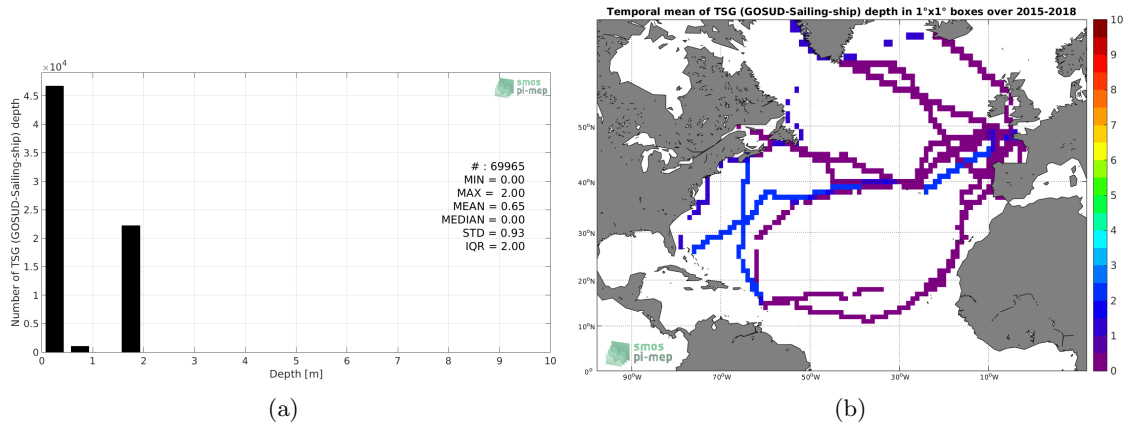 ×10⁴
4.5
4
3.5
3
2.5
2
1.5
1
0.5
0
Number of TSG (GOSUD-Sailing-ship) depth
smos
pi-mep
# : 69965
MIN = 0.00
MAX = 2.00
MEAN = 0.65
MEDIAN = 0.00
STD = 0.93
IQR = 2.00
0 1 2 3 4 5 6 7 8 9 10
Depth [m]
(a)
Temporal mean of TSG (GOSUD-Sailing-ship) depth in 1°x1° boxes over 2015-2018
50°N
40°N
30°N
20°N
10°N
0°
90°W 70°W 50°W 30°W 10°W
smos
pi-mep
10
9
8
7
6
5
4
3
2
1
0
(b)